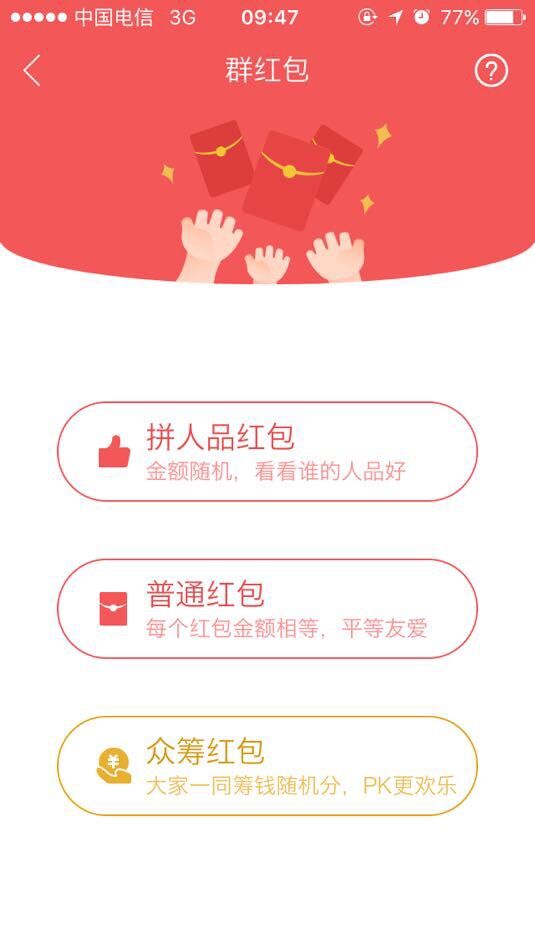 中国电信 3G 09:47 77%
群红包
拼人品红包
金额随机，看看谁的人品好
普通红包
每个红包金额相等，平等友爱
众筹红包
大家一同筹钱随机分，PK更欢乐